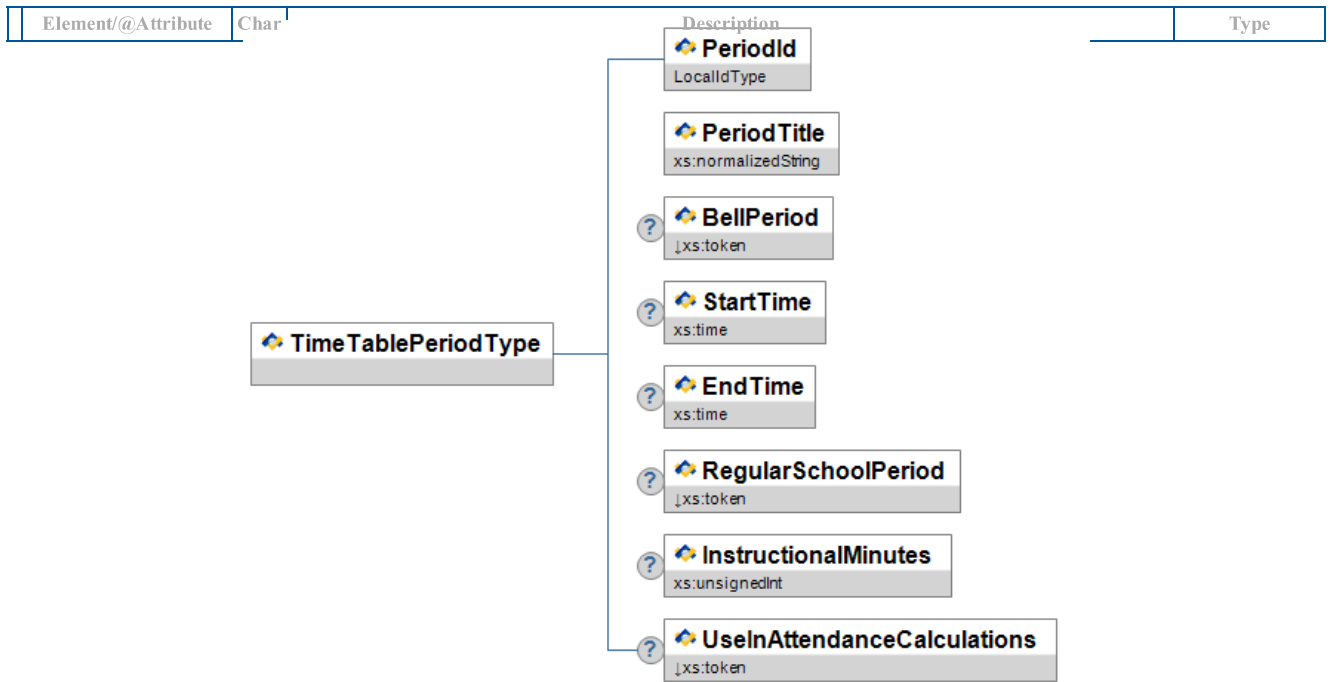 Element/@Attribute Char Description Type
PeriodId
LocalIdType
PeriodTitle
xs:normalizedString
? BellPeriod
↓xs:token
? StartTime
xs:time
TimeTablePeriodType
? EndTime
xs:time
? RegularSchoolPeriod
↓xs:token
? InstructionalMinutes
xs:unsignedInt
? UseInAttendanceCalculations
↓xs:token